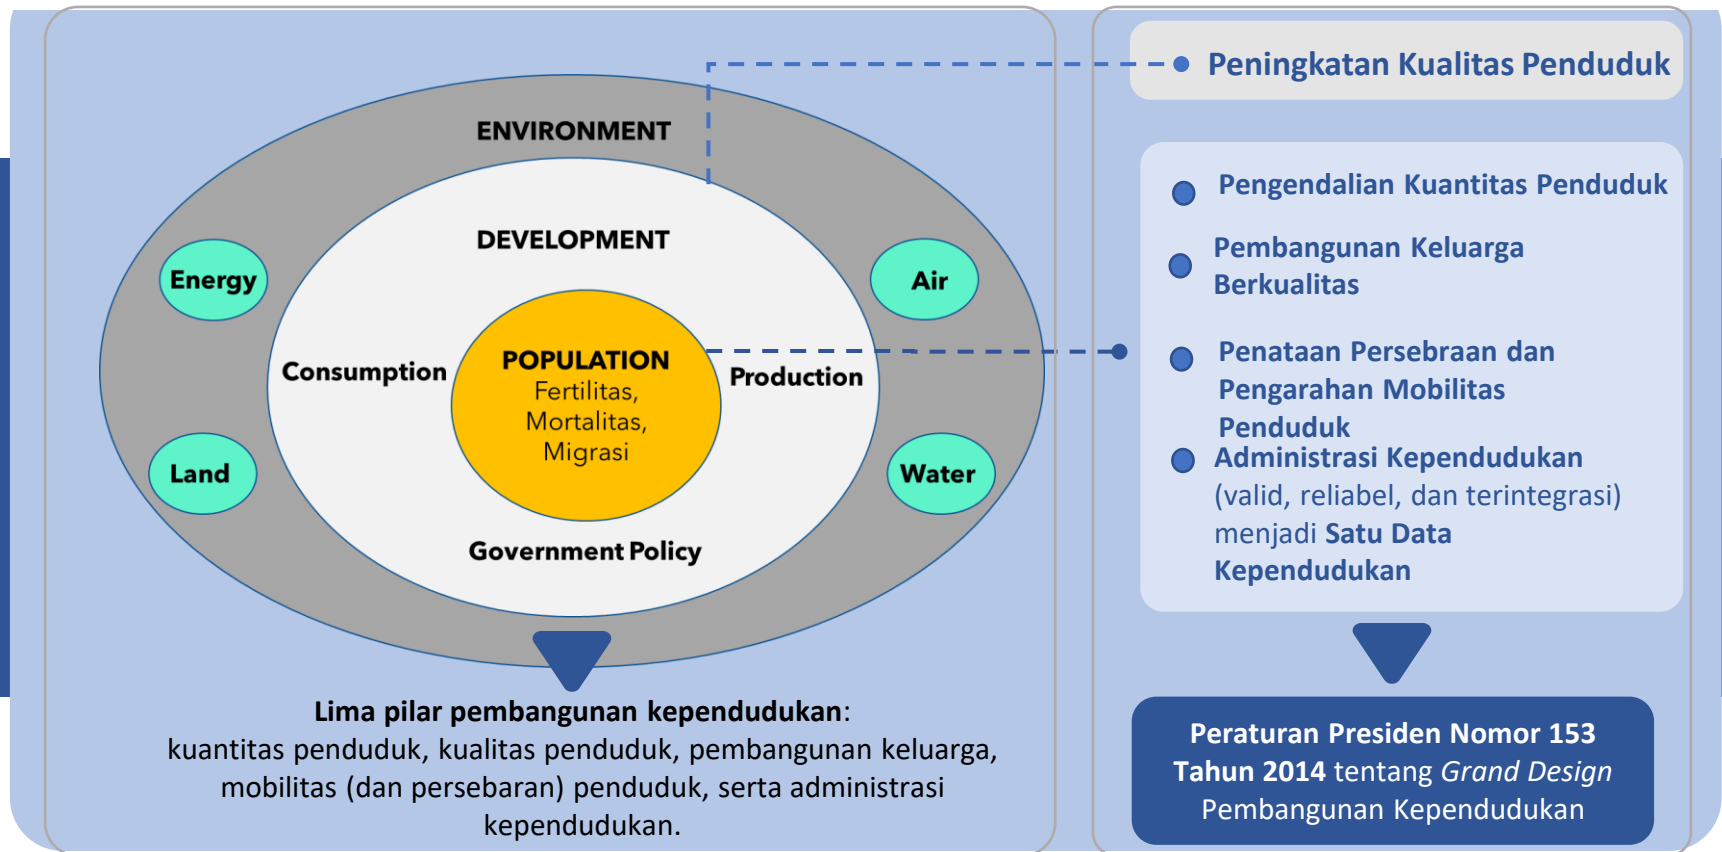 ENVIRONMENT
DEVELOPMENT
Energy
Air
Consumption
POPULATION
Fertilitas,
Mortalitas,
Migrasi
Production
Land
Water
Government Policy
Lima pilar pembangunan kependudukan:
kuantitas penduduk, kualitas penduduk, pembangunan keluarga,
mobilitas (dan persebaran) penduduk, serta administrasi
kependudukan.
Peningkatan Kualitas Penduduk
Pengendalian Kuantitas Penduduk
Pembangunan Keluarga
Berkualitas
Penataan Persebraan dan
Pengarahan Mobilitas
Penduduk
Administrasi Kependudukan
(valid, reliabel, dan terintegrasi)
menjadi Satu Data
Kependudukan
Peraturan Presiden Nomor 153
Tahun 2014 tentang Grand Design
Pembangunan Kependudukan